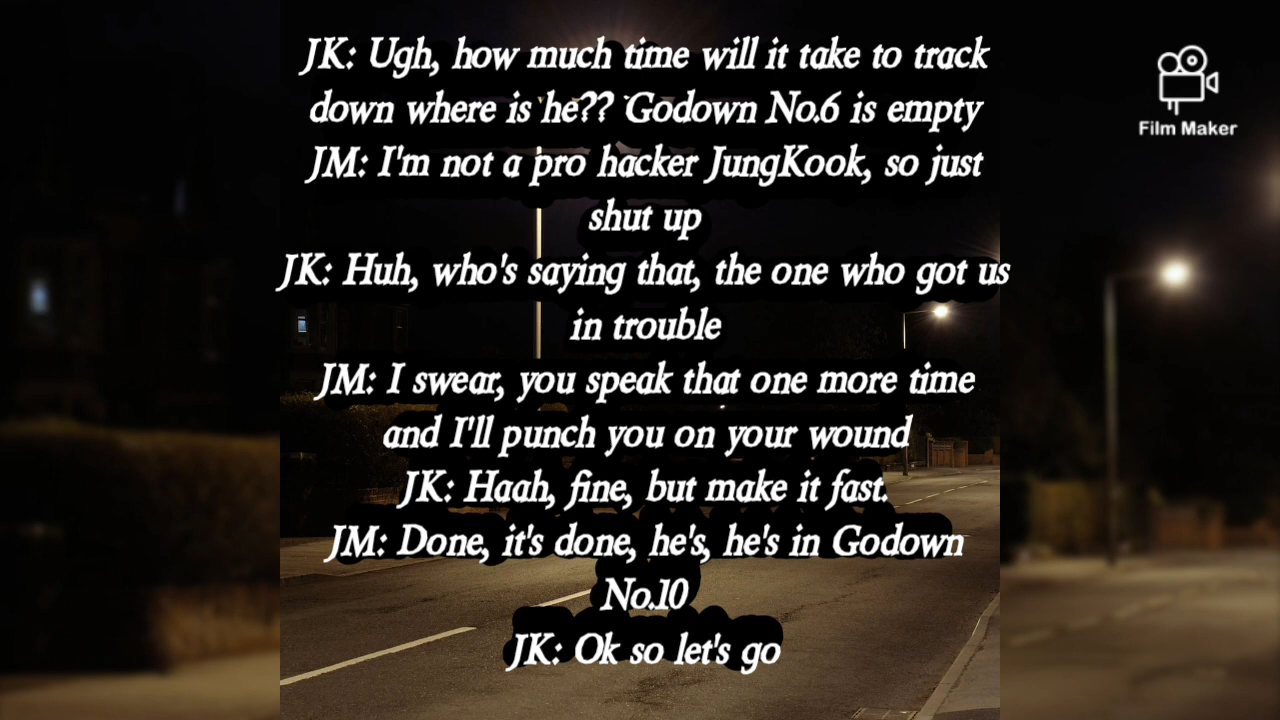 JK: Ugh, how much time will it take to track
down where is he?? Godown No.6 is empty
JM: I'm not a pro hacker JungKook, so just
shut up
JK: Huh, who's saying that, the one who got us
in trouble
JM: I swear, you speak that one more time
and I'll punch you on your wound
JK: Haah, fine, but make it fast.
JM: Done, it's done, he's, he's in Godown
No.10
JK: Ok so let's go
Film Maker